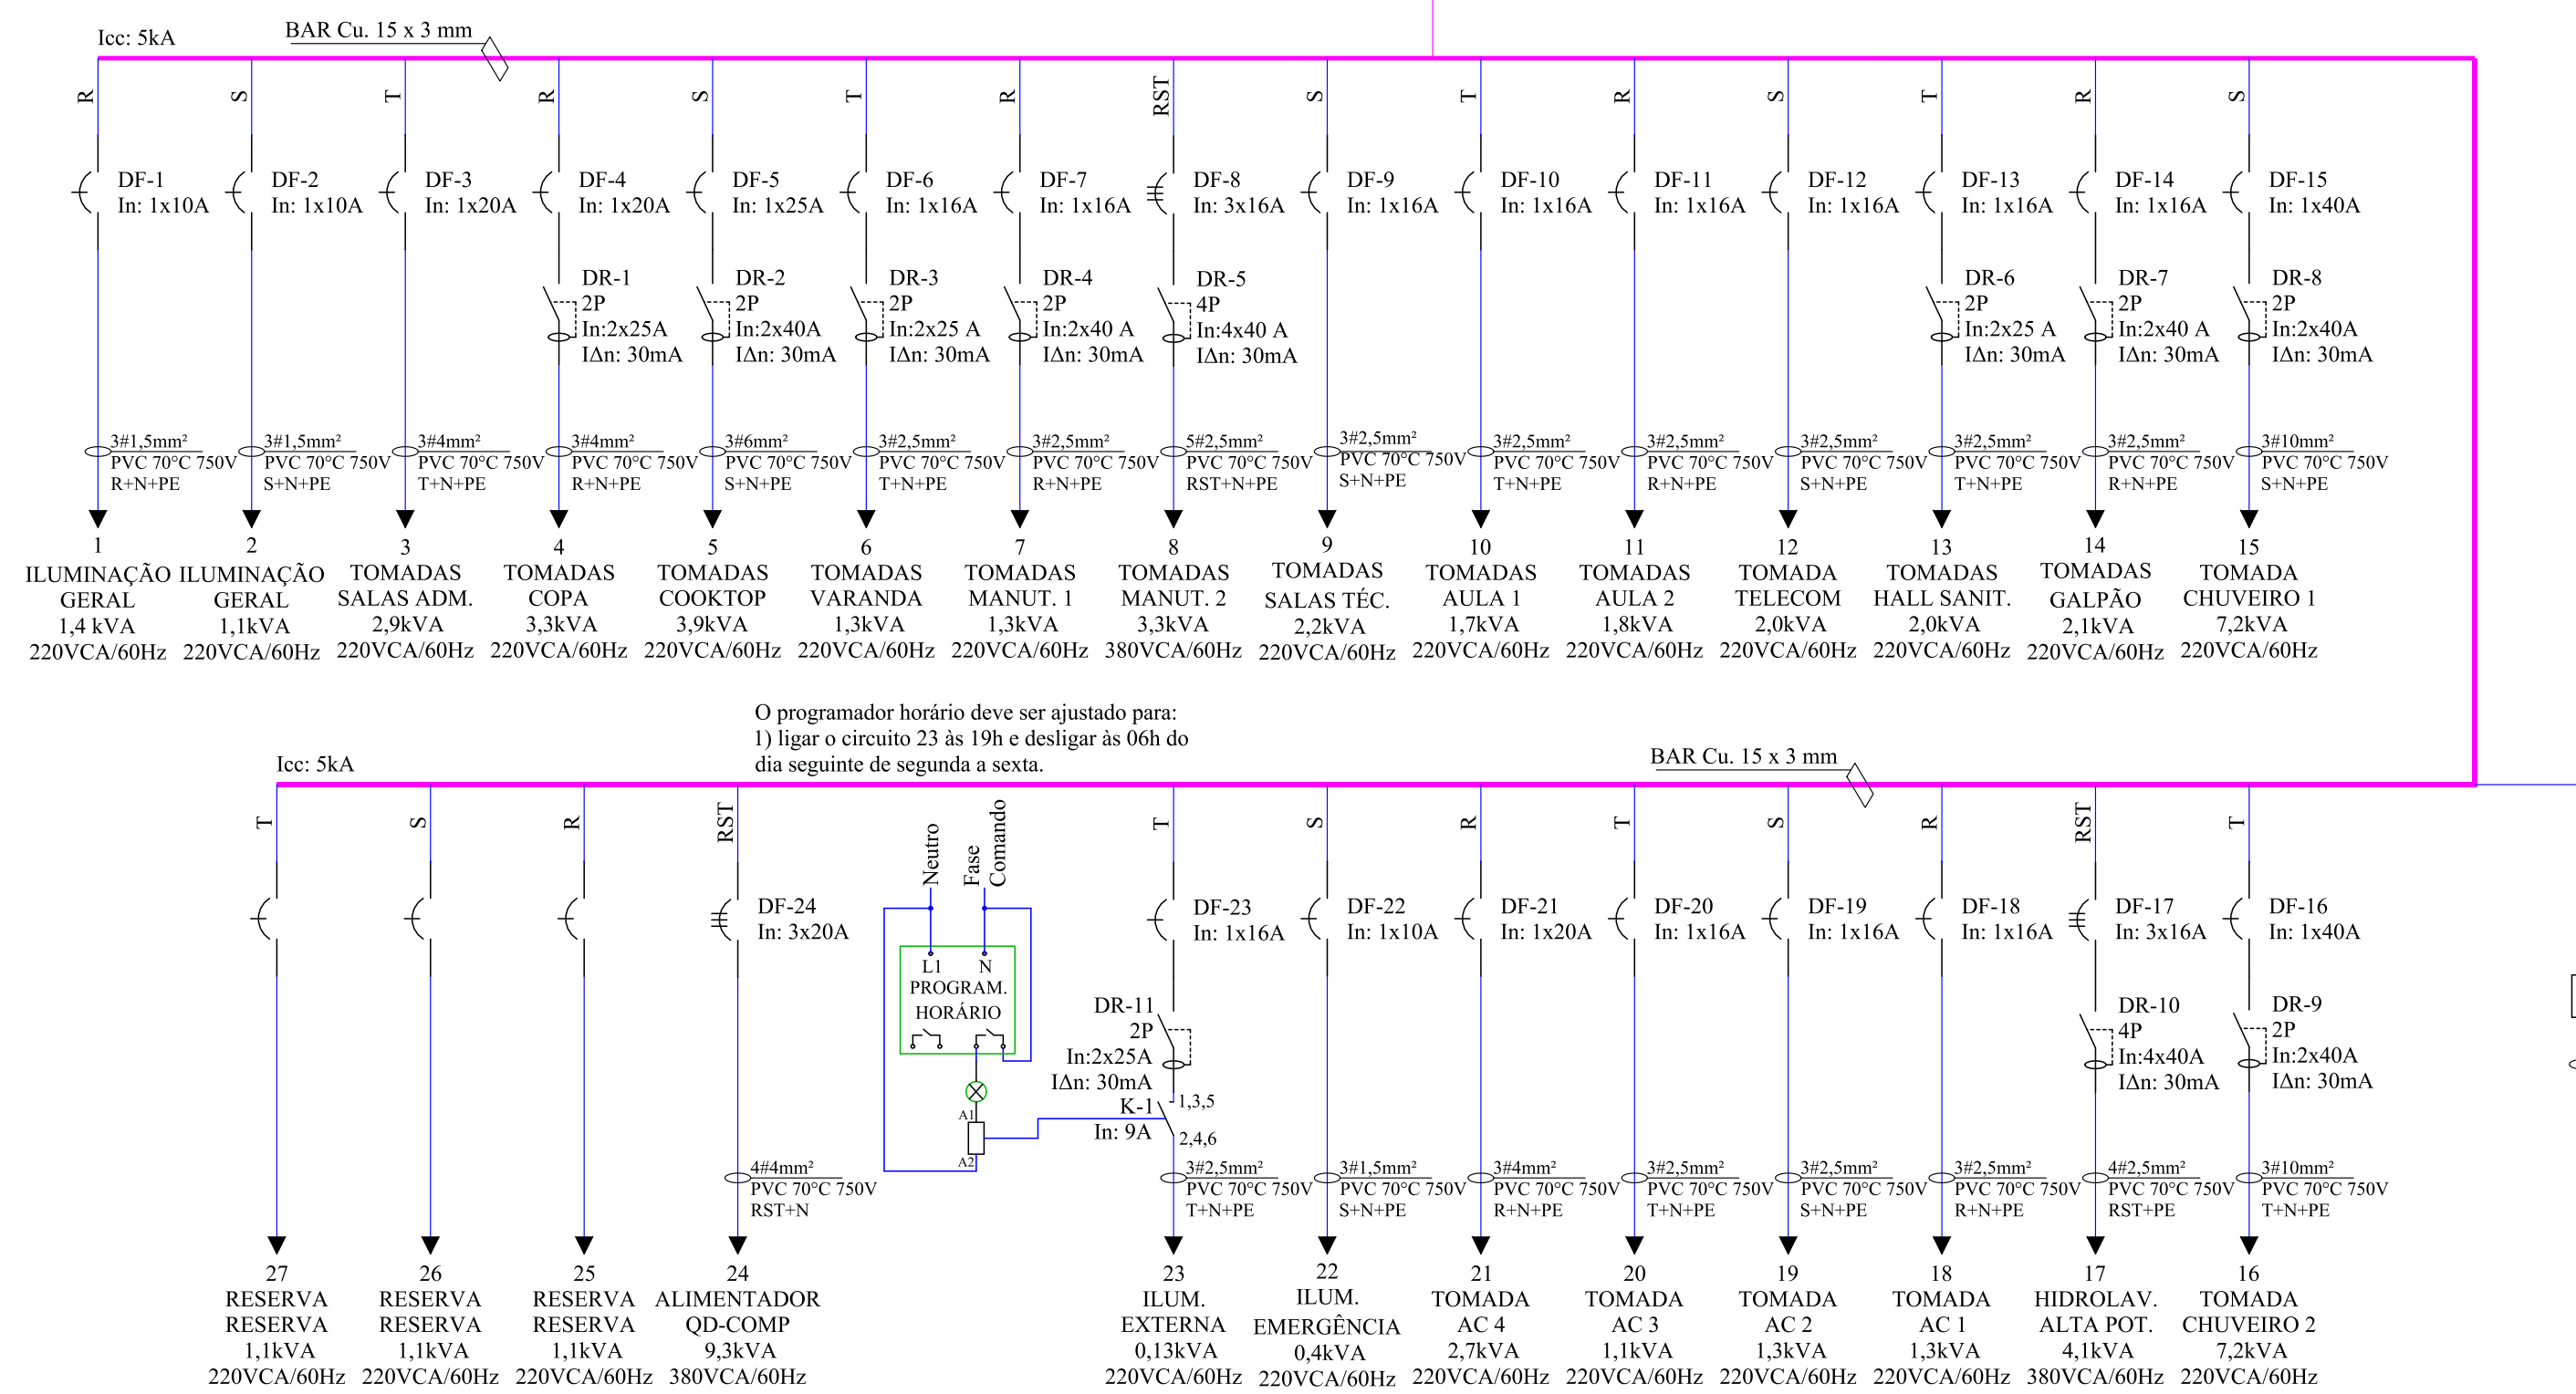 Icc: 5kA
BAR Cu. 15 x 3 mm
R
S
T
R
S
T
R
RST
S
T
R
S
T
R
S
DF-1
In: 1x10A
DF-2
In: 1x10A
DF-3
In: 1x20A
DF-4
In: 1x20A
DF-5
In: 1x25A
DF-6
In: 1x16A
DF-7
In: 1x16A
DF-8
In: 3x16A
DF-9
In: 1x16A
DF-10
In: 1x16A
DF-11
In: 1x16A
DF-12
In: 1x16A
DF-13
In: 1x16A
DF-14
In: 1x16A
DF-15
In: 1x40A
DR-1
2P
In:2x25A
IΔn: 30mA
DR-2
2P
In:2x40A
IΔn: 30mA
DR-3
2P
In:2x25 A
IΔn: 30mA
DR-4
2P
In:2x40 A
IΔn: 30mA
DR-5
4P
In:4x40 A
IΔn: 30mA
DR-6
2P
In:2x25 A
IΔn: 30mA
DR-7
2P
In:2x40 A
IΔn: 30mA
DR-8
2P
In:2x40A
IΔn: 30mA
3#1,5mm²
PVC 70°C 750V
R+N+PE
3#1,5mm²
PVC 70°C 750V
S+N+PE
3#4mm²
PVC 70°C 750V
T+N+PE
3#4mm²
PVC 70°C 750V
R+N+PE
3#6mm²
PVC 70°C 750V
S+N+PE
3#2,5mm²
PVC 70°C 750V
T+N+PE
3#2,5mm²
PVC 70°C 750V
R+N+PE
5#2,5mm²
PVC 70°C 750V
RST+N+PE
3#2,5mm²
PVC 70°C 750V
S+N+PE
3#2,5mm²
PVC 70°C 750V
T+N+PE
3#2,5mm²
PVC 70°C 750V
R+N+PE
3#2,5mm²
PVC 70°C 750V
S+N+PE
3#2,5mm²
PVC 70°C 750V
T+N+PE
3#2,5mm²
PVC 70°C 750V
R+N+PE
3#10mm²
PVC 70°C 750V
S+N+PE
1
ILUMINAÇÃO
GERAL
1,4 kVA
220VCA/60Hz
2
ILUMINAÇÃO
GERAL
1,1kVA
220VCA/60Hz
3
TOMADAS
SALAS ADM.
2,9kVA
220VCA/60Hz
4
TOMADAS
COPA
3,3kVA
220VCA/60Hz
5
TOMADAS
COOKTOP
3,9kVA
220VCA/60Hz
6
TOMADAS
VARANDA
1,3kVA
220VCA/60Hz
7
TOMADAS
MANUT. 1
1,3kVA
220VCA/60Hz
8
TOMADAS
MANUT. 2
3,3kVA
380VCA/60Hz
9
TOMADAS
SALAS TÉC.
2,2kVA
220VCA/60Hz
10
TOMADAS
AULA 1
1,7kVA
220VCA/60Hz
11
TOMADAS
AULA 2
1,8kVA
220VCA/60Hz
12
TOMADA
TELECOM
2,0kVA
220VCA/60Hz
13
TOMADAS
HALL SANIT.
2,0kVA
220VCA/60Hz
14
TOMADAS
GALPÃO
2,1kVA
220VCA/60Hz
15
TOMADA
CHUVEIRO 1
7,2kVA
220VCA/60Hz
O programador horário deve ser ajustado para:
1) ligar o circuito 23 às 19h e desligar às 06h do
dia seguinte de segunda a sexta.
Icc: 5kA
BAR Cu. 15 x 3 mm
T
S
R
RST
Neutro
Fase
Comando
T
S
R
T
S
R
RST
T
DF-24
In: 3x20A
DF-23
In: 1x16A
DF-22
In: 1x10A
DF-21
In: 1x20A
DF-20
In: 1x16A
DF-19
In: 1x16A
DF-18
In: 1x16A
DF-17
In: 3x16A
DF-16
In: 1x40A
L1
N
PROGRAM.
HORÁRIO
A1
A2
DR-11
2P
In:2x25A
IΔn: 30mA
K-1
In: 9A
1,3,5
2,4,6
DR-10
4P
In:4x40A
IΔn: 30mA
DR-9
2P
In:2x40A
IΔn: 30mA
4#4mm²
PVC 70°C 750V
RST+N
3#2,5mm²
PVC 70°C 750V
T+N+PE
3#1,5mm²
PVC 70°C 750V
S+N+PE
3#4mm²
PVC 70°C 750V
R+N+PE
3#2,5mm²
PVC 70°C 750V
T+N+PE
3#2,5mm²
PVC 70°C 750V
S+N+PE
3#2,5mm²
PVC 70°C 750V
R+N+PE
4#2,5mm²
PVC 70°C 750V
RST+PE
3#10mm²
PVC 70°C 750V
T+N+PE
27
RESERVA
RESERVA
1,1kVA
220VCA/60Hz
26
RESERVA
RESERVA
1,1kVA
220VCA/60Hz
25
RESERVA
RESERVA
1,1kVA
220VCA/60Hz
24
ALIMENTADOR
QD-COMP
9,3kVA
380VCA/60Hz
23
ILUM.
EXTERNA
0,13kVA
220VCA/60Hz
22
ILUM.
EMERGÊNCIA
0,4kVA
220VCA/60Hz
21
TOMADA
AC 4
2,7kVA
220VCA/60Hz
20
TOMADA
AC 3
1,1kVA
220VCA/60Hz
19
TOMADA
AC 2
1,3kVA
220VCA/60Hz
18
TOMADA
AC 1
1,3kVA
220VCA/60Hz
17
HIDROLAV.
ALTA POT.
4,1kVA
380VCA/60Hz
16
TOMADA
CHUVEIRO 2
7,2kVA
220VCA/60Hz